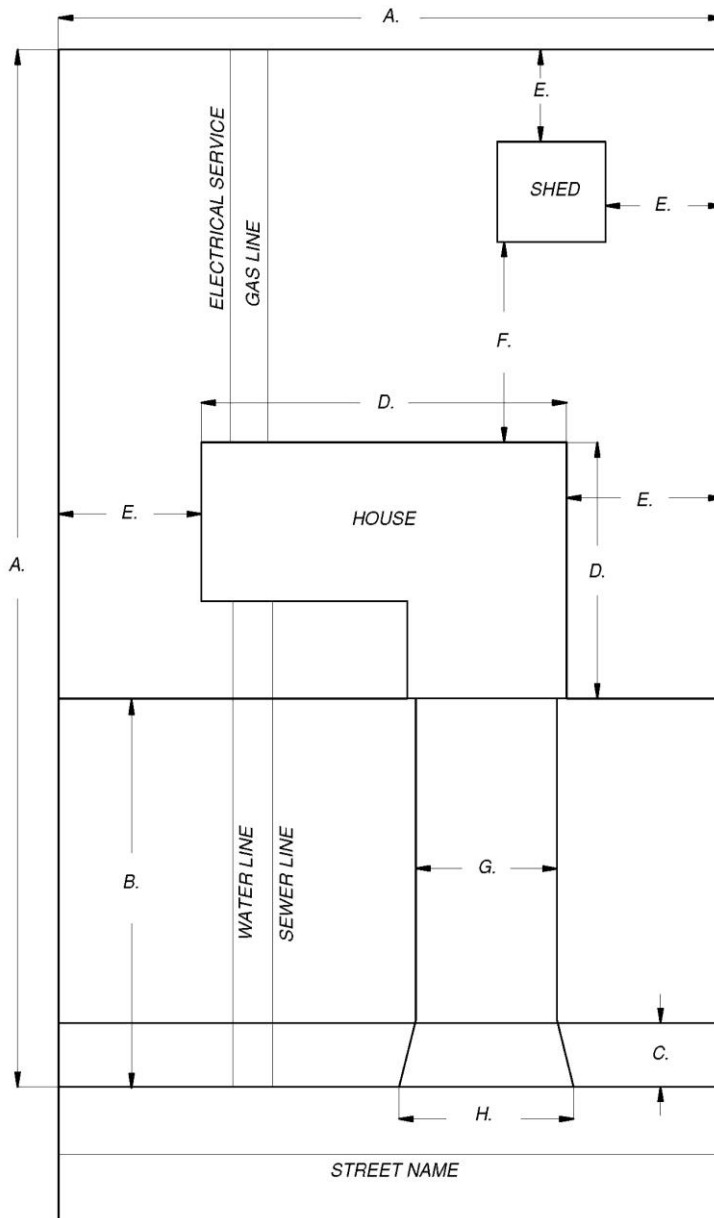 A.
E.
ELECTRICAL SERVICE
GAS LINE
SHED
E.
F.
D.
E.
HOUSE
E.
A.
D.
B.
WATER LINE
SEWER LINE
G.
C.
H.
STREET NAME